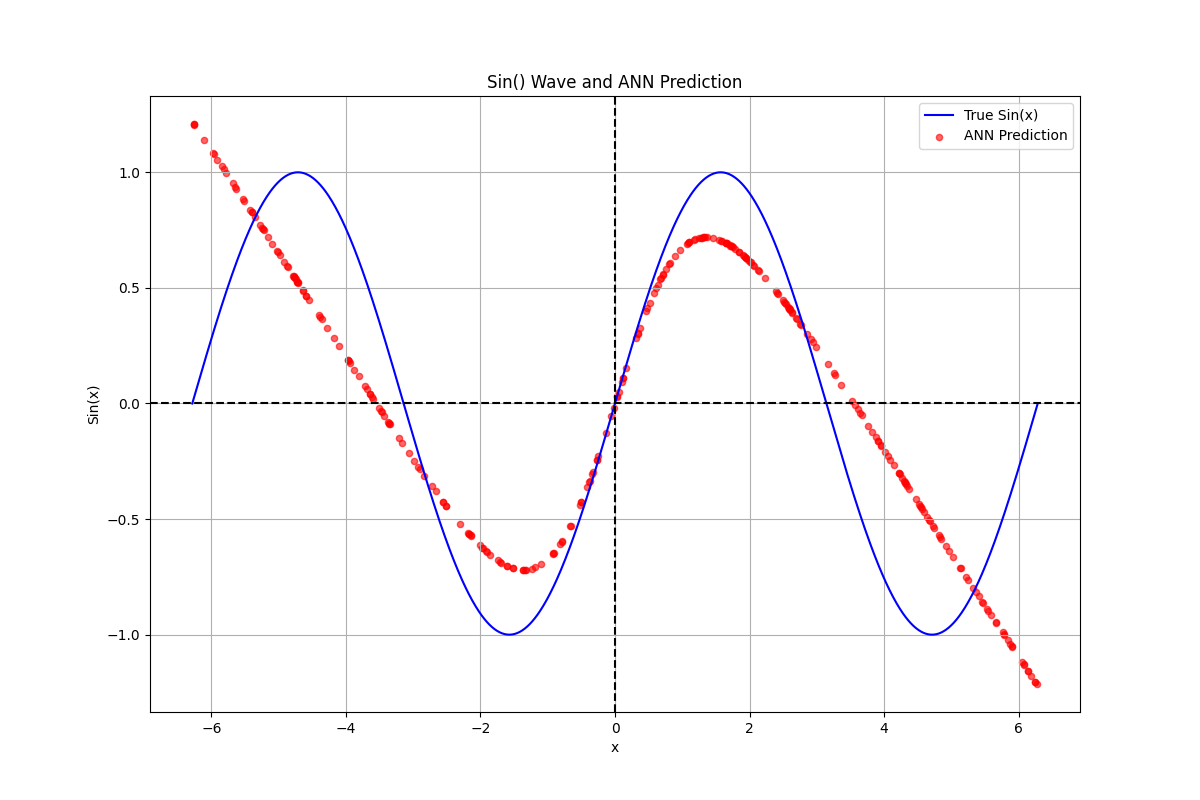 Sin() Wave and ANN Prediction
True Sin(x)
ANN Prediction
1.0
0.5
0.0
−0.5
−1.0
Sin(x)
−6 −4 −2 0 2 4 6
x